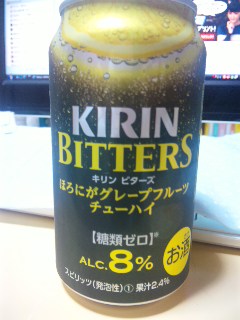 KIRIN
BITTERS
キリン ビターズ
ほろにがグレープフルーツ
チューハイ
【糖類ゼロ】※
ALC.8%
お酒
スピリッツ(発泡性)① 果汁2.4%